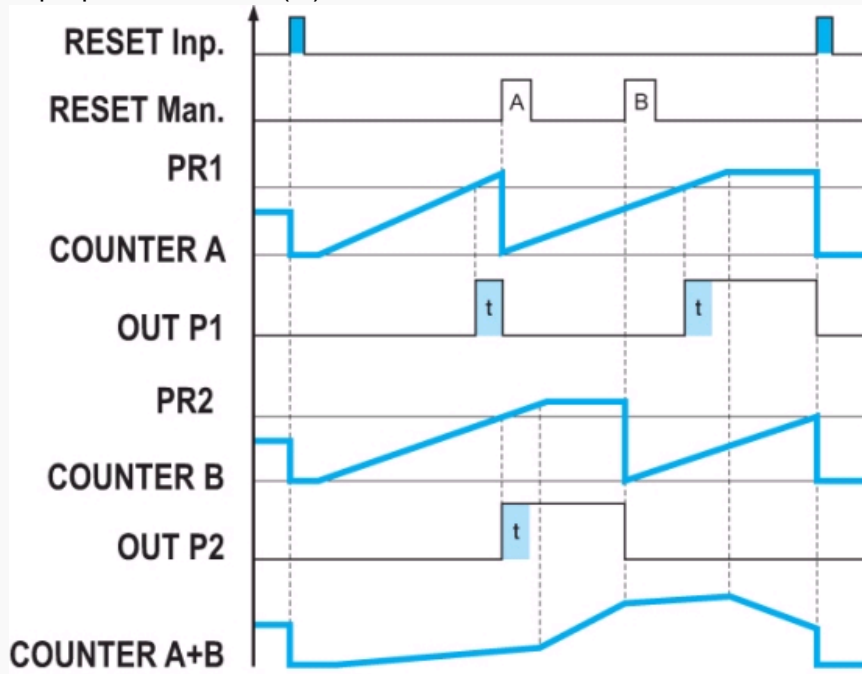 RESET Inp.
RESET Man.
A
B
PR1
COUNTER A
t
t
OUT P1
PR2
COUNTER B
t
OUT P2
COUNTER A+B